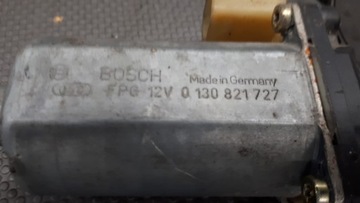 BOSCH Made in Germany
FPG 12V 0 130 821 727